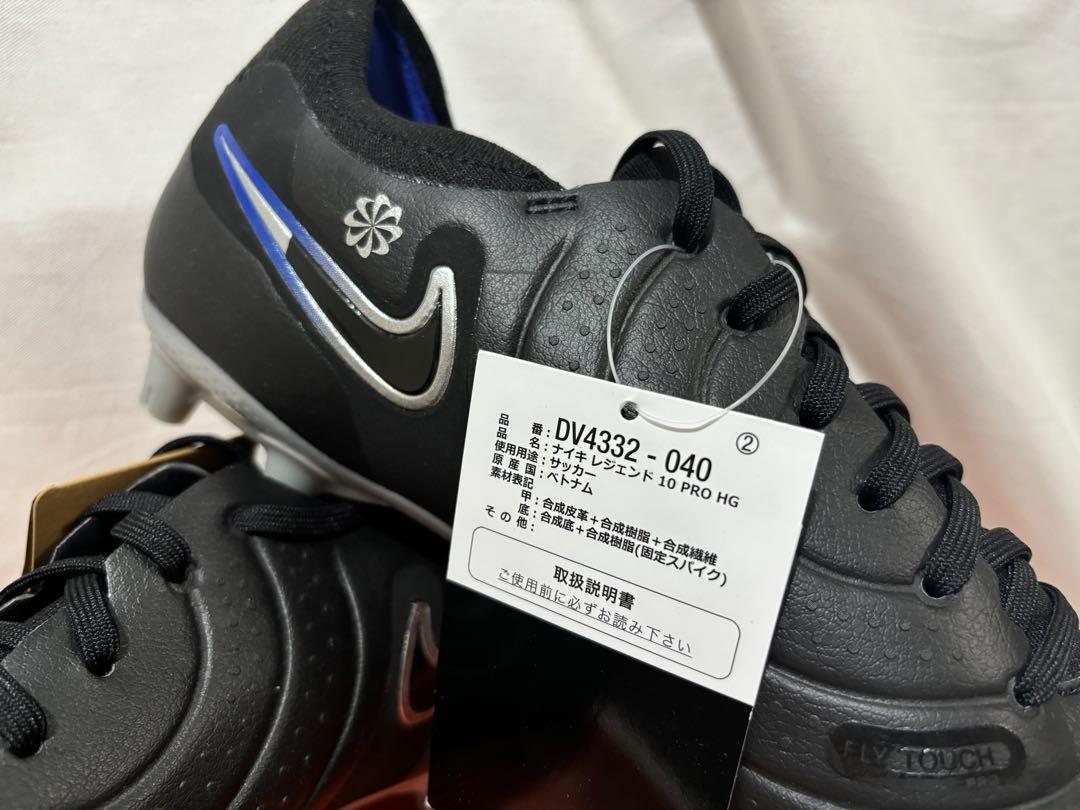 ②
品 番：DV4332 - 040
品 名：ナイキ レジェンド 10 PRO HG
使用用途：サッカー
原 産 国：ベトナム
素材表記
甲：合成皮革＋合成樹脂＋合成繊維
底：合成底＋合成樹脂(固定スパイク)
そ の 他：
取扱説明書
ご使用前に必ずお読み下さい
FLY TOUCH
PRO